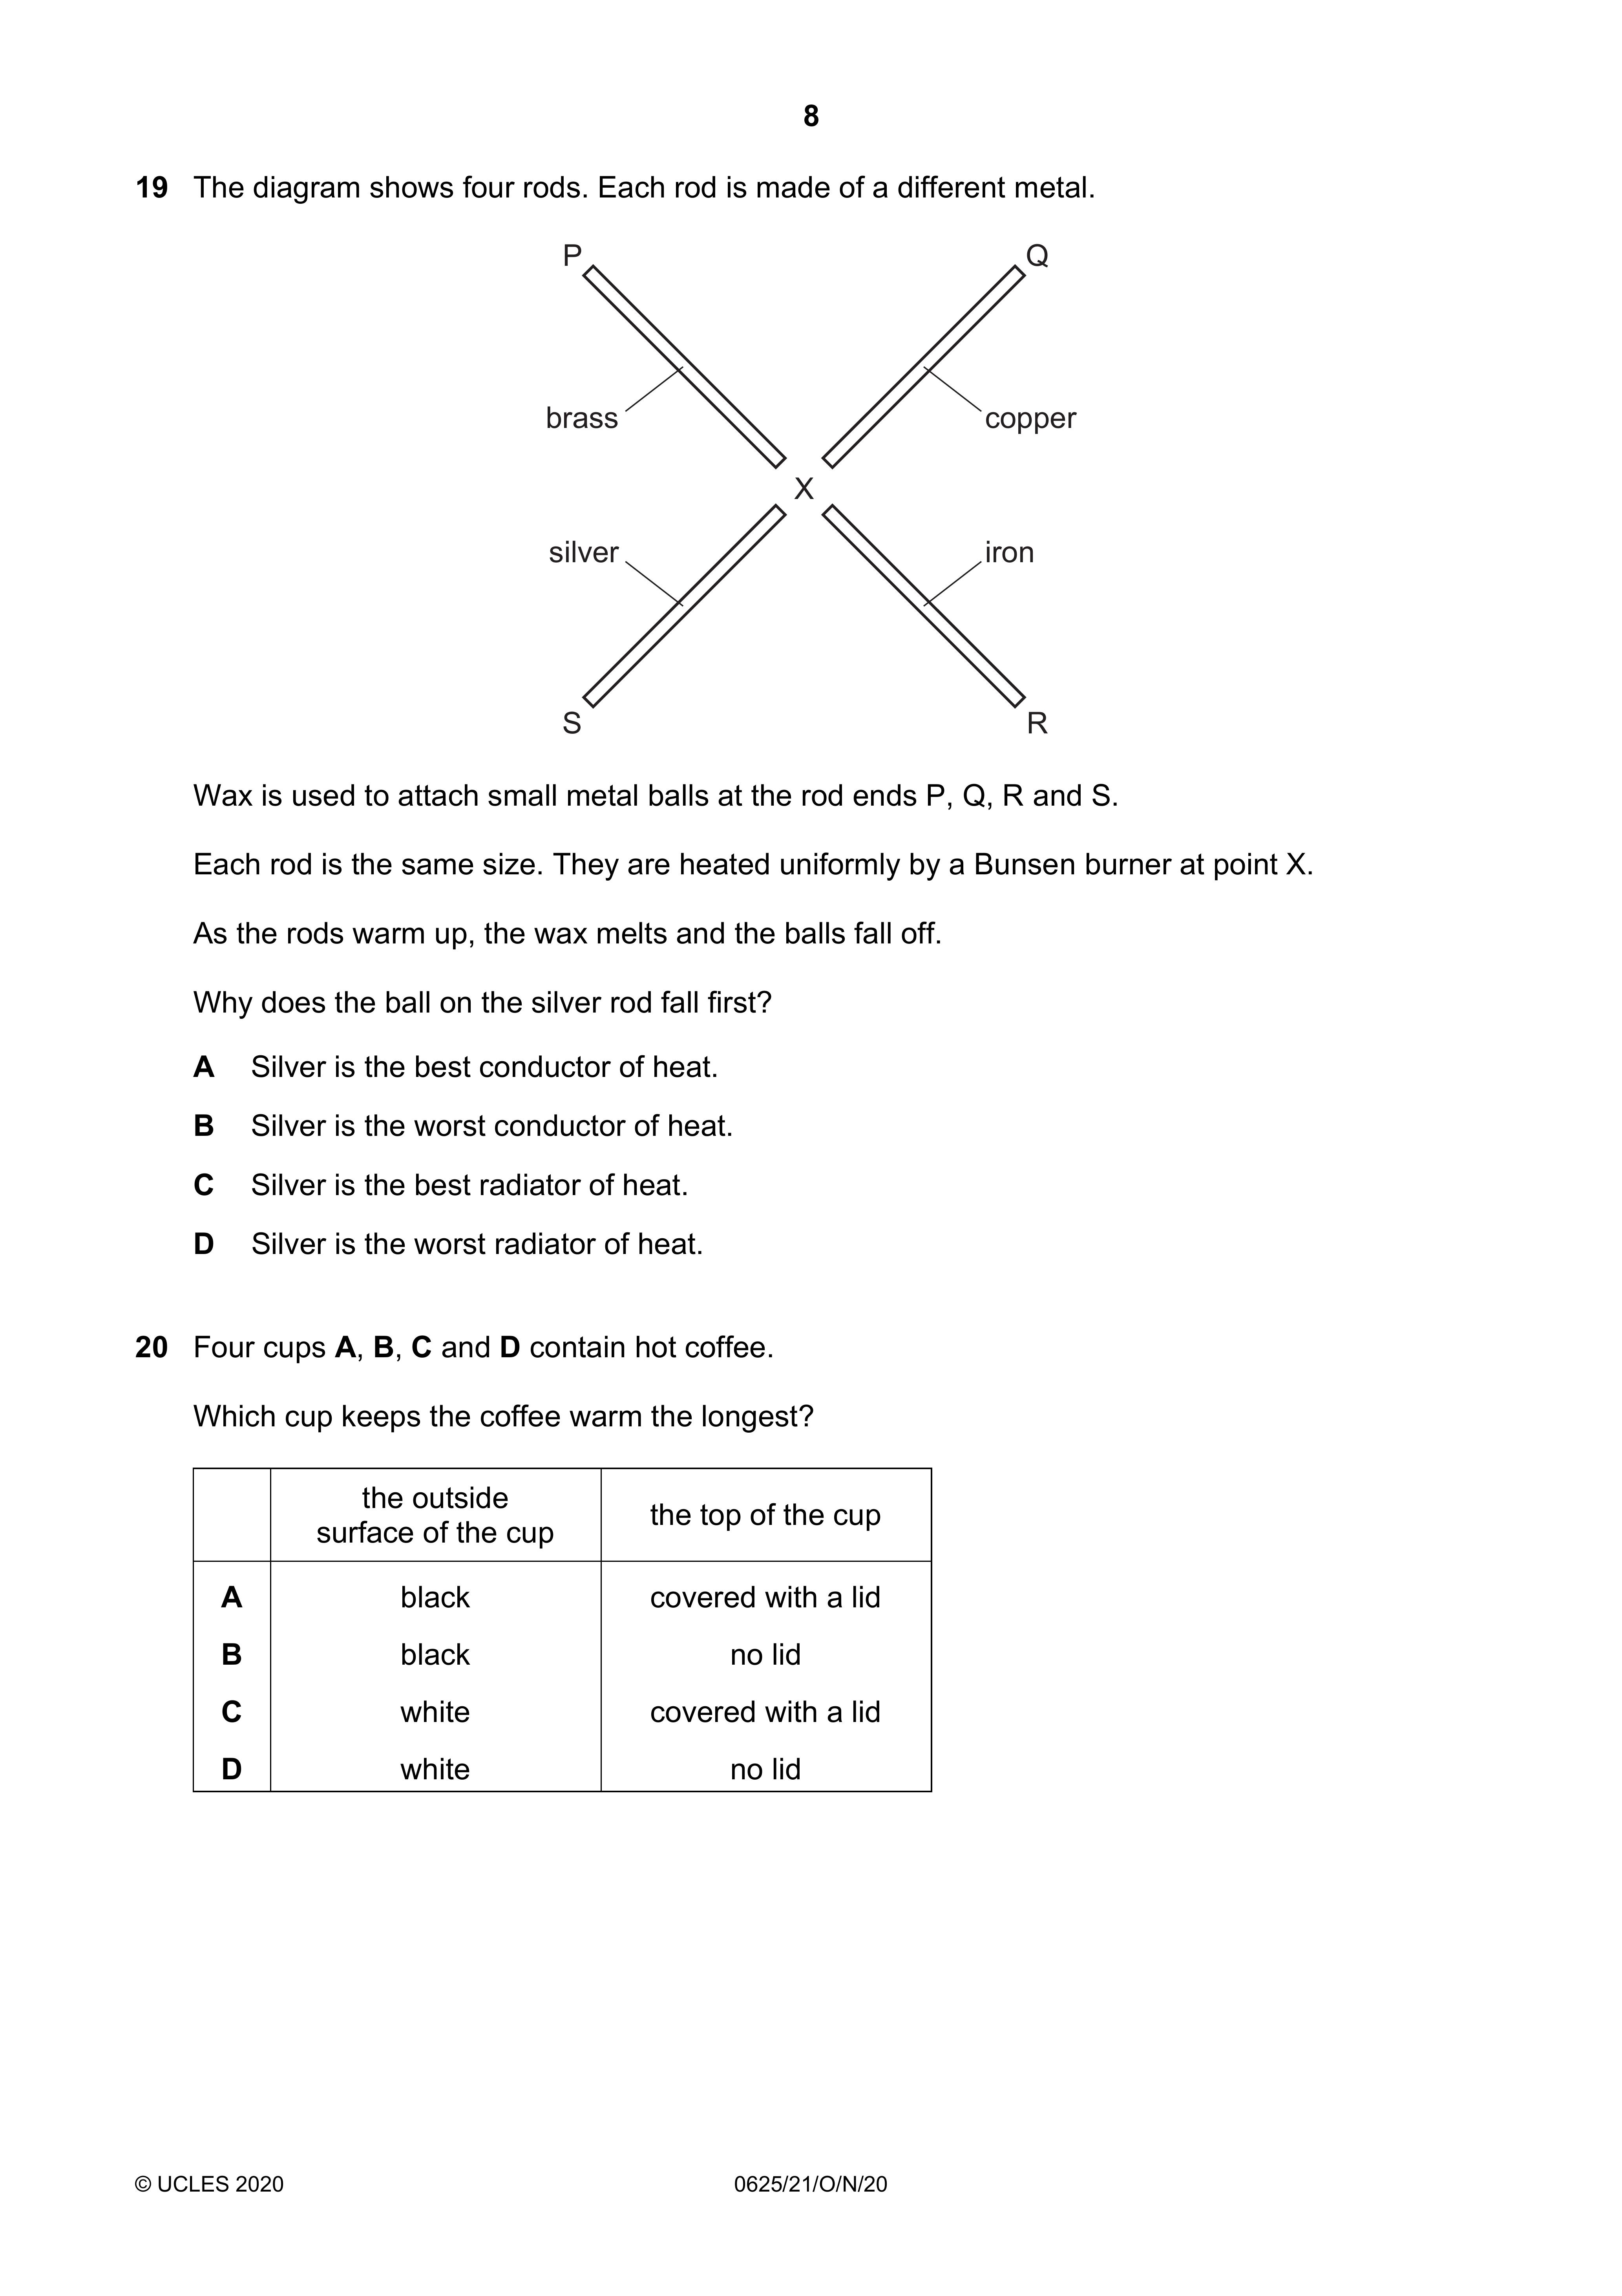 8
19 The diagram shows four rods. Each rod is made of a different metal.
P
Q
brass
copper
X
silver
iron
S
R
Wax is used to attach small metal balls at the rod ends P, Q, R and S.
Each rod is the same size. They are heated uniformly by a Bunsen burner at point X.
As the rods warm up, the wax melts and the balls fall off.
Why does the ball on the silver rod fall first?
A Silver is the best conductor of heat.
B Silver is the worst conductor of heat.
C Silver is the best radiator of heat.
D Silver is the worst radiator of heat.
20 Four cups A, B, C and D contain hot coffee.
Which cup keeps the coffee warm the longest?
the outside
surface of the cup
the top of the cup
A black covered with a lid
B black no lid
C white covered with a lid
D white no lid
© UCLES 2020 0625/21/O/N/20